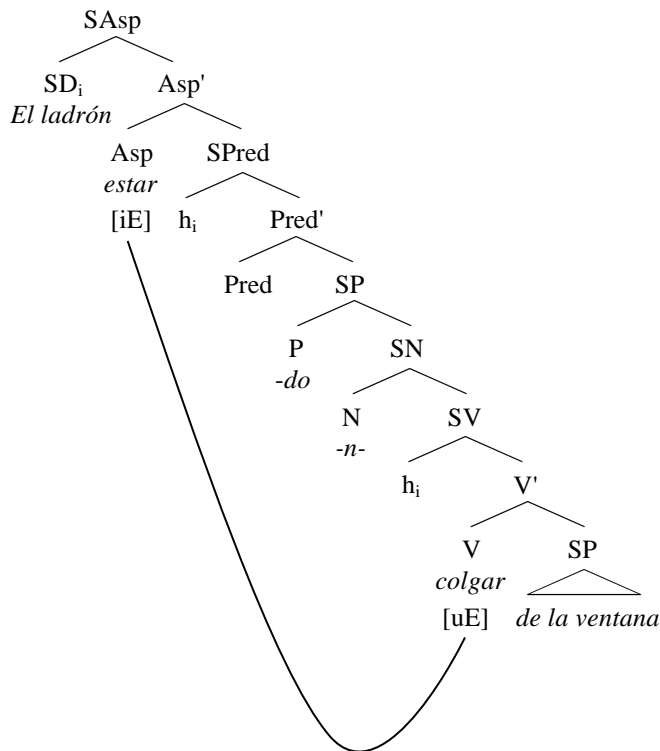 SAsp
SDᵢ Asp'
El ladrón
Asp SPred
estar
[iE] hᵢ Pred'
Pred SP
P SN
-do
N SV
-n-
hᵢ V'
V SP
colgar
[uE] de la ventana